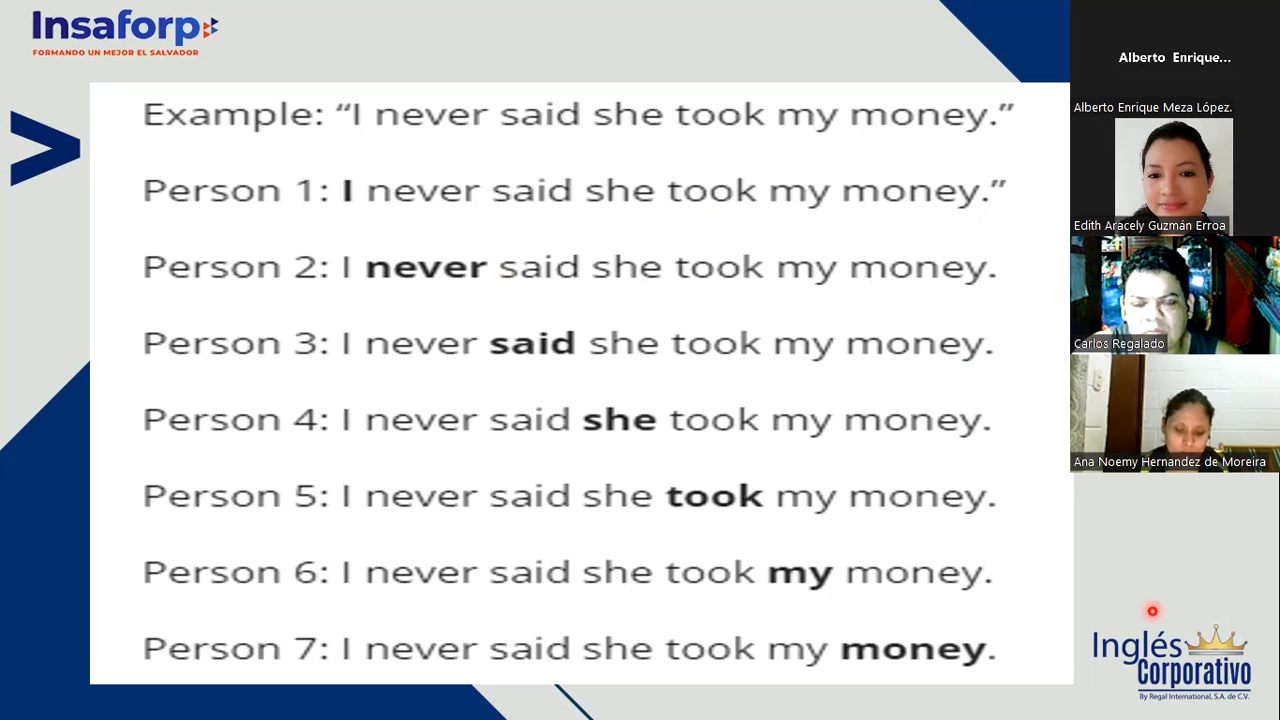 Insaforp
FORMANDO UN MEJOR EL SALVADOR
Example: “I never said she took my money.”
Person 1: I never said she took my money.”
Person 2: I never said she took my money.
Person 3: I never said she took my money.
Person 4: I never said she took my money.
Person 5: I never said she took my money.
Person 6: I never said she took my money.
Person 7: I never said she took my money.
Alberto Enrique...
Alberto Enrique Meza López.
Edith Aracely Guzmán Erroa
Carlos Regalado
Ana Noemy Hernandez de Moreira
Inglés
Corporativo
By Regal International, S.A. de C.V.